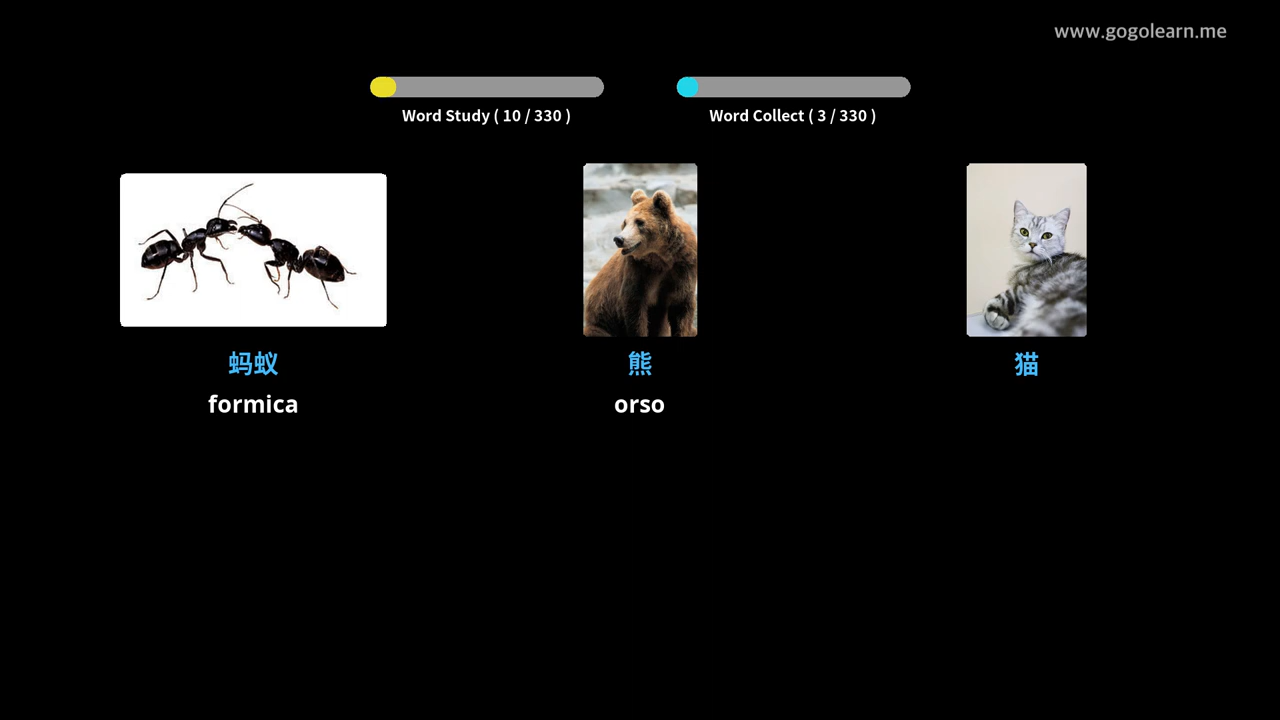 www.gogolearn.me
Word Study ( 10 / 330 )
Word Collect ( 3 / 330 )
蚂蚁
熊
猫
formica
orso